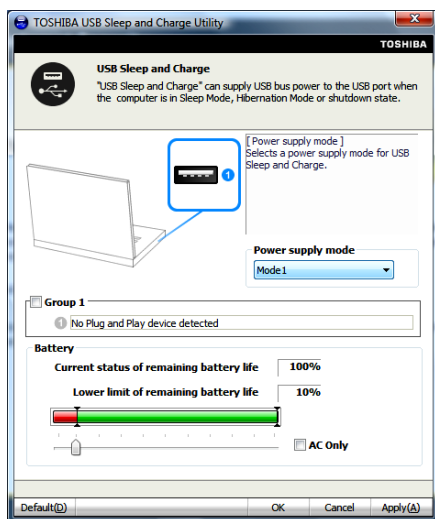 TOSHIBA USB Sleep and Charge Utility
TOSHIBA
USB Sleep and Charge
"USB Sleep and Charge" can supply USB bus power to the USB port when
the computer is in Sleep Mode, Hibernation Mode or shutdown state.
1
[ Power supply mode ]
Selects a power supply mode for USB
Sleep and Charge.
Power supply mode
Mode1
Group 1
1 No Plug and Play device detected
Battery
Current status of remaining battery life 100%
Lower limit of remaining battery life 10%
AC Only
Default(D) OK Cancel Apply(A)